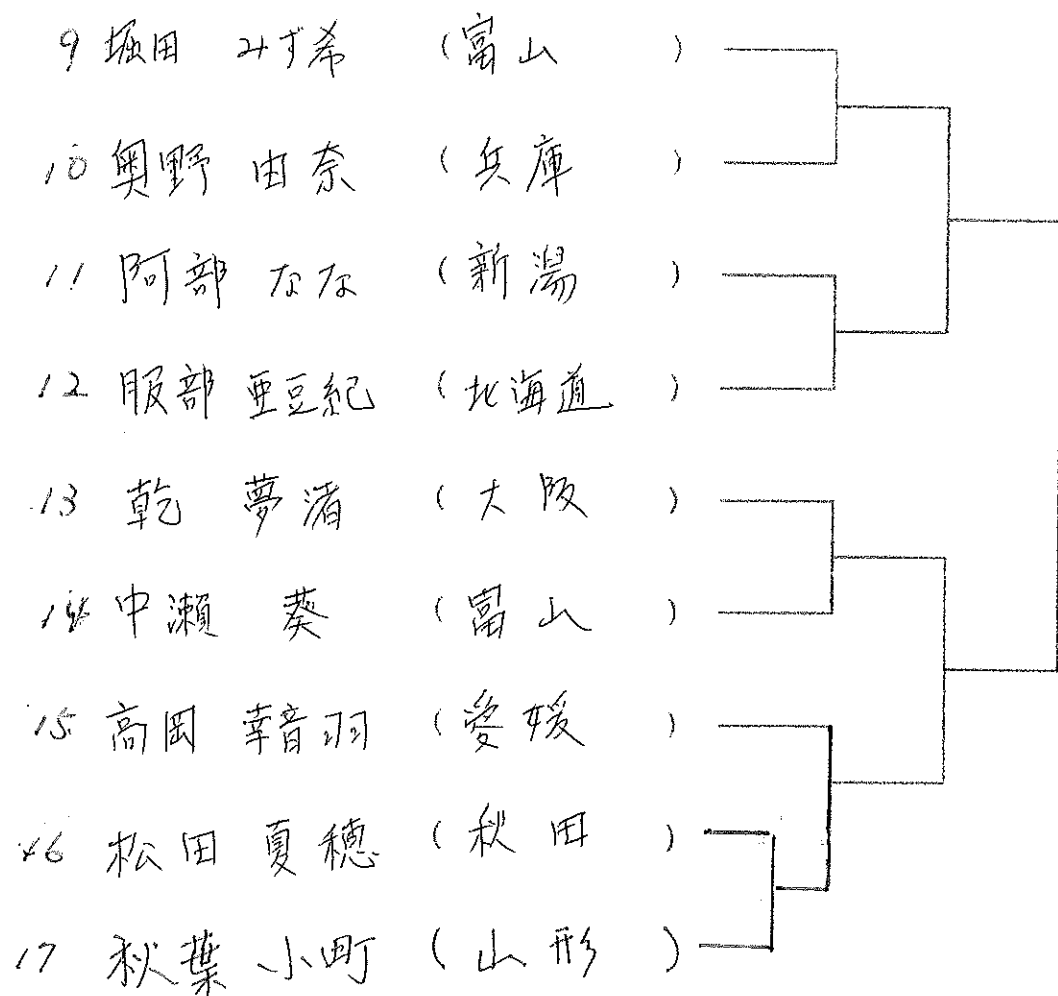 9 堀田 みず希 (富山)
10 奥野 由奈 (兵庫)
11 阿部 なな (新潟)
12 服部 亜豆紀 (北海道)
13 乾 夢渚 (大阪)
14 中瀬 葵 (富山)
15 高岡 幸音羽 (愛媛)
16 松田 夏穂 (秋田)
17 秋葉 小町 (山形)